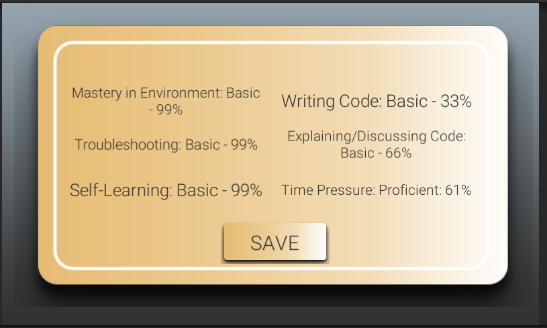 Mastery in Environment: Basic
- 99%
Writing Code: Basic - 33%
Troubleshooting: Basic - 99%
Explaining/Discussing Code:
Basic - 66%
Self-Learning: Basic - 99%
Time Pressure: Proficient: 61%
SAVE